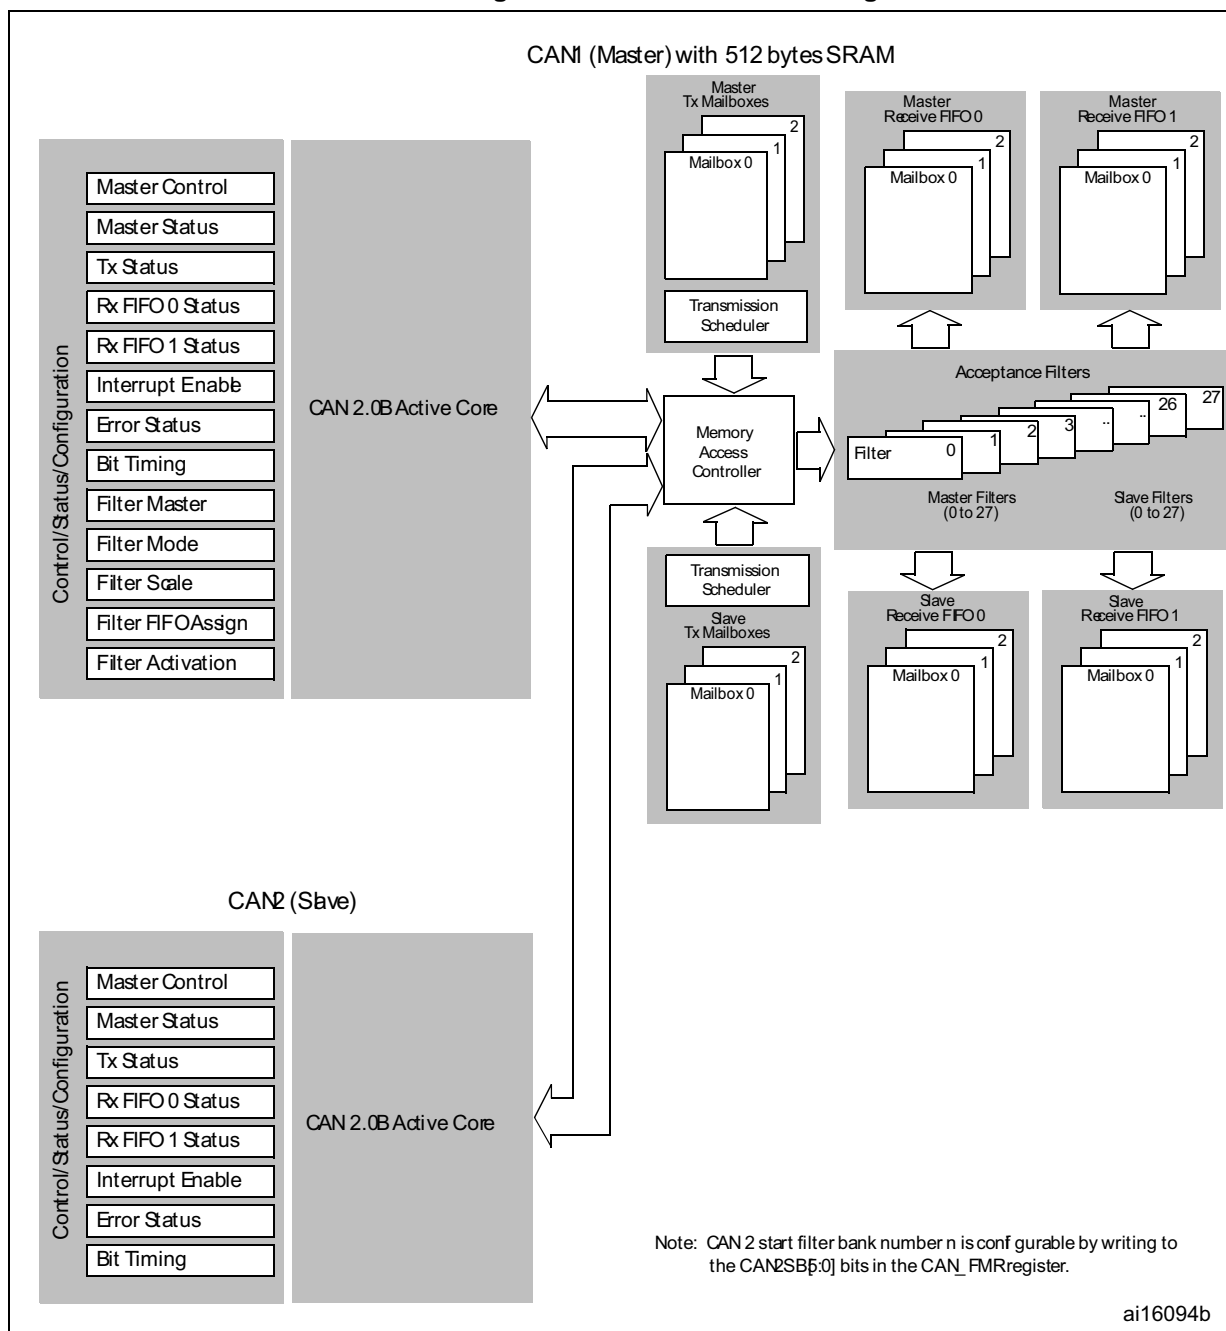 CAN1 (Master) with 512 bytes SRAM
Master
Tx Mailboxes
2
1
Mailbox 0
Transmission
Scheduler
Master
Receive FIFO 0
2
1
Mailbox 0
Master
Receive FIFO 1
2
1
Mailbox 0
Control/Status/Configuration
Master Control
Master Status
Tx Status
Rx FIFO 0 Status
Rx FIFO 1 Status
Interrupt Enable
Error Status
Bit Timing
Filter Master
Filter Mode
Filter Scale
Filter FIFO Assign
Filter Activation
CAN 2.0B Active Core
Memory
Access
Controller
Acceptance Filters
Filter 0
1
2
3
..
..
26
27
Master Filters
(0 to 27)
Slave Filters
(0 to 27)
Transmission
Scheduler
Slave
Tx Mailboxes
2
1
Mailbox 0
Slave
Receive FIFO 0
2
1
Mailbox 0
Slave
Receive FIFO 1
2
1
Mailbox 0
CAN2 (Slave)
Control/Status/Configuration
Master Control
Master Status
Tx Status
Rx FIFO 0 Status
Rx FIFO 1 Status
Interrupt Enable
Error Status
Bit Timing
CAN 2.0B Active Core
Note: CAN 2 start filter bank number n is configurable by writing to
the CAN2SB[5:0] bits in the CAN_FMR register.
ai16094b